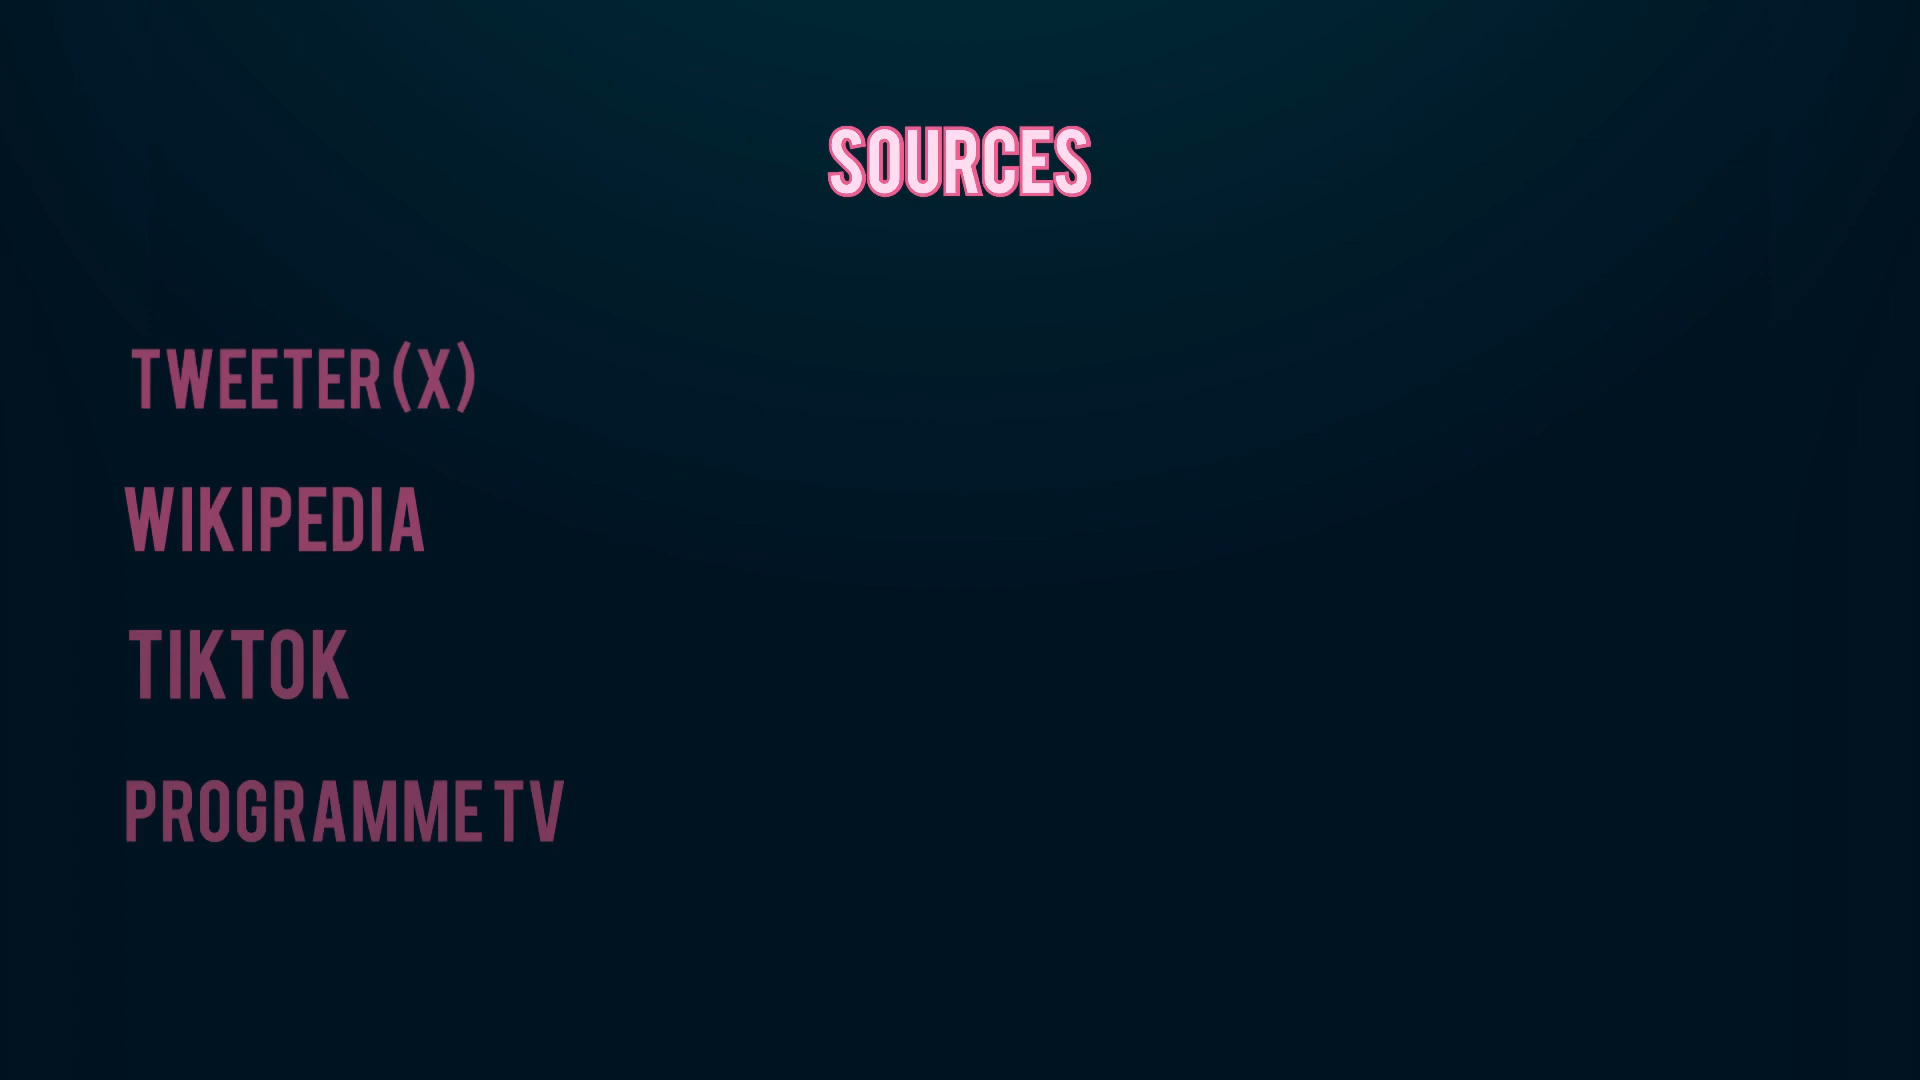 SOURCES
TWEETER (X)
WIKIPEDIA
TIKTOK
PROGRAMME TV